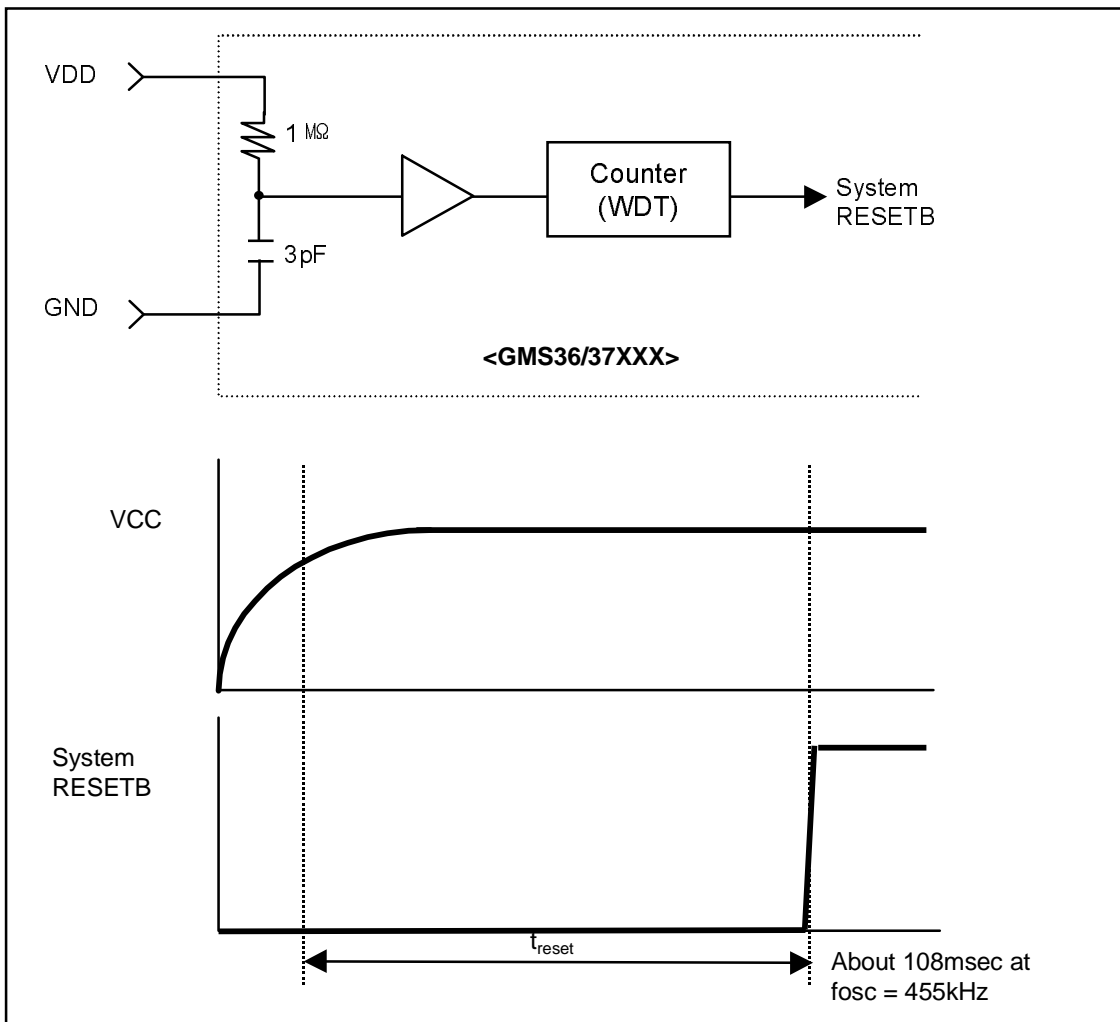 VDD
1 MΩ
3pF
GND
Counter
(WDT)
System
RESETB
<GMS36/37XXX>
VCC
System
RESETB
treset
About 108msec at
fosc = 455kHz